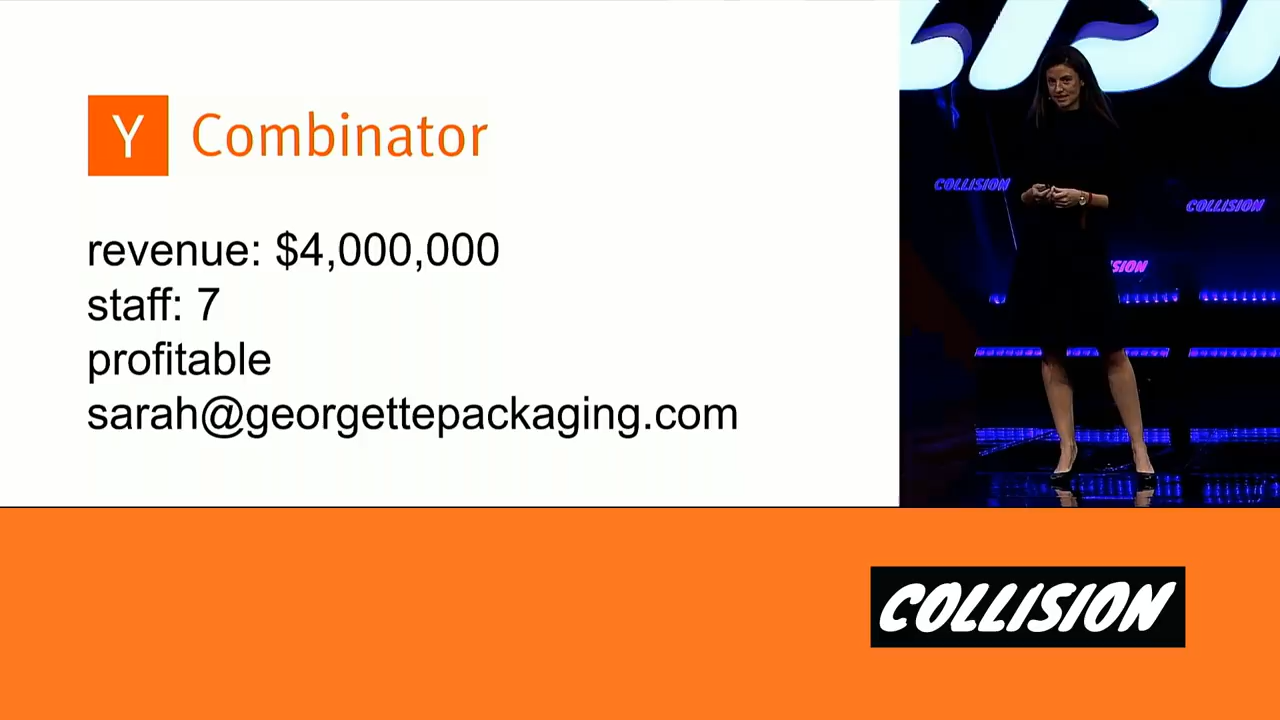 Y Combinator
revenue: $4,000,000
staff: 7
profitable
sarah@georgettepackaging.com
COLLISION
COLLISION
COLLISION